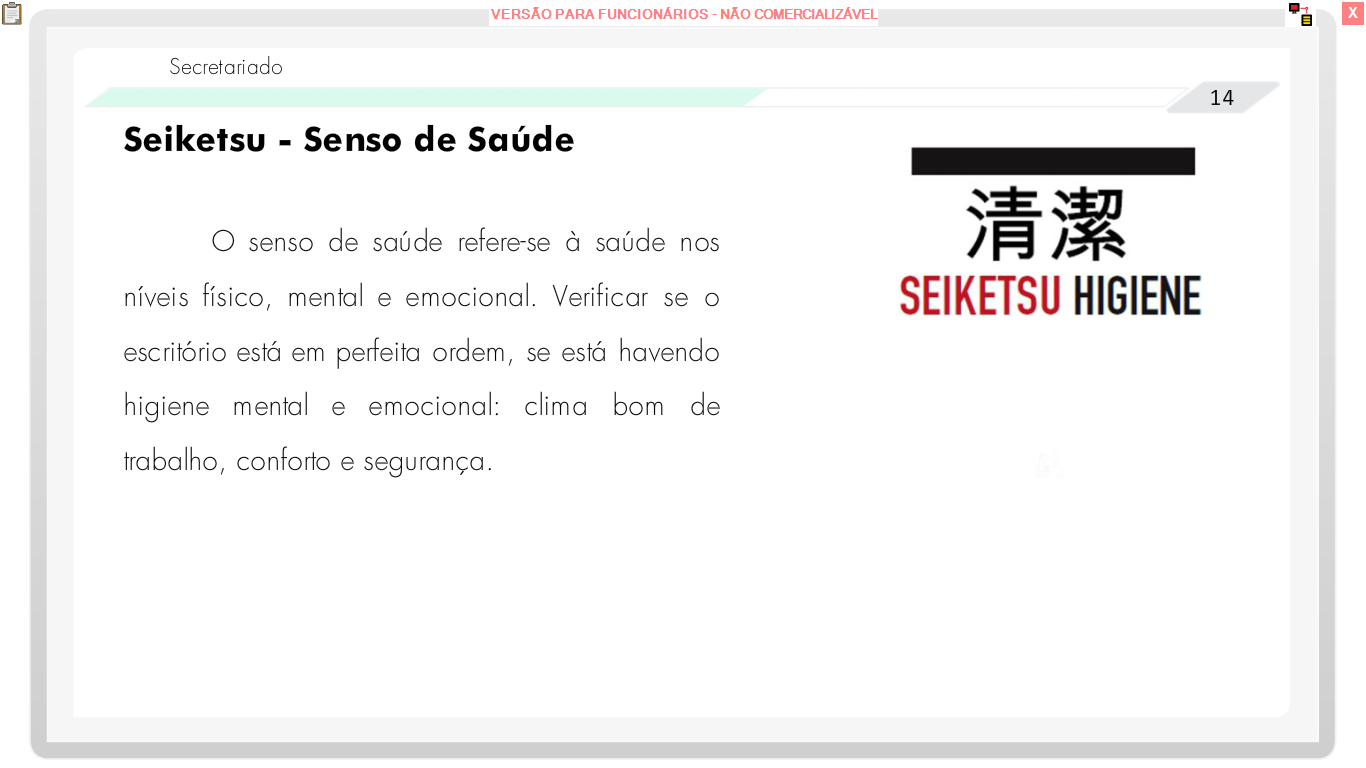 VERSÃO PARA FUNCIONÁRIOS - NÃO COMERCIALIZÁVEL
X
Secretariado
14
Seiketsu - Senso de Saúde
O senso de saúde refere-se à saúde nos
níveis físico, mental e emocional. Verificar se o
escritório está em perfeita ordem, se está havendo
higiene mental e emocional: clima bom de
trabalho, conforto e segurança.
清潔
SEIKETSU HIGIENE